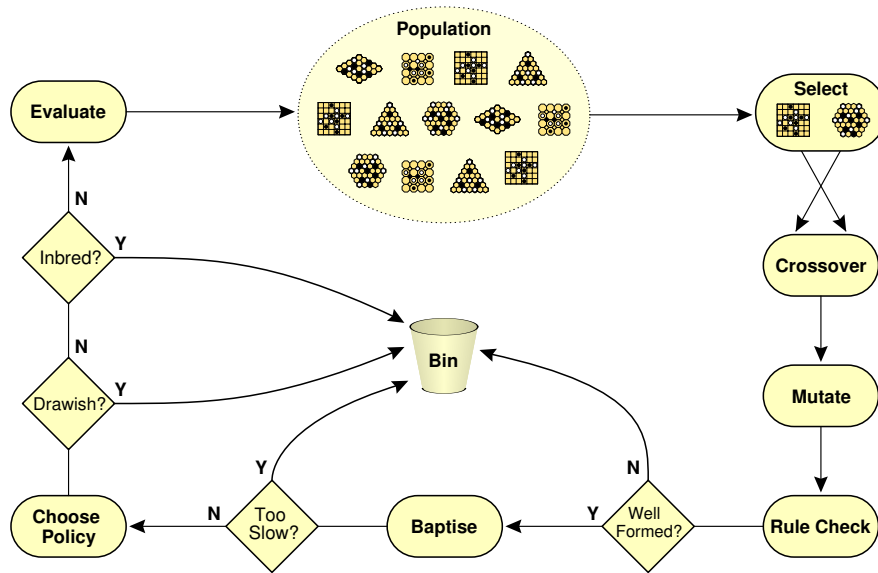 Population
Evaluate
Select
N
Inbred?
Y
Crossover
Bin
N
Drawish?
Y
Mutate
Y
N
Choose
Policy
N
Too
Slow?
Baptise
Y
Well
Formed?
Rule Check